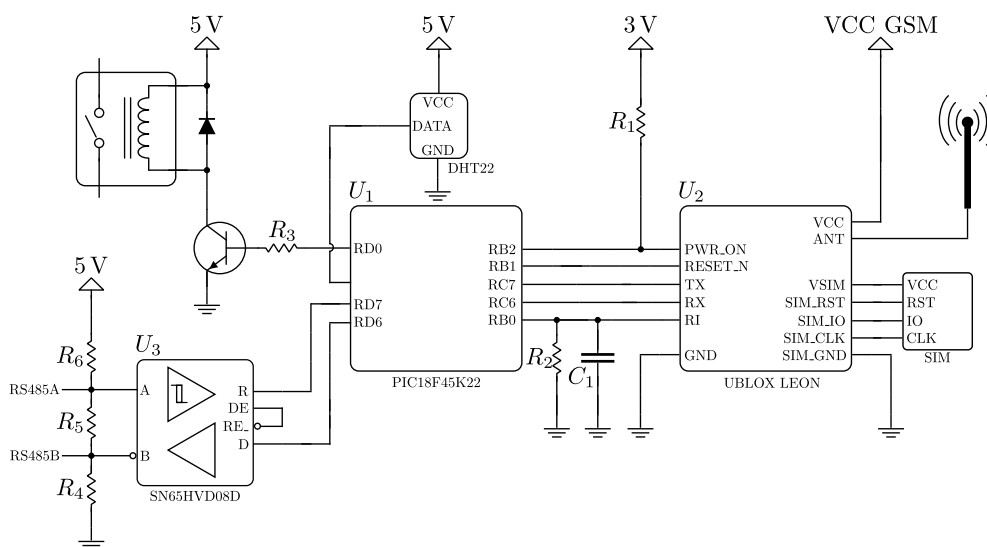 5 V
5 V
3 V
VCC GSM
VCC
DATA
GND
DHT22
R1
U1
U2
R3
RD0
RD7
RD6
RB2
RB1
RC7
RC6
RB0
PIC18F45K22
PWR_ON
RESET_N
TX
RX
RI
GND
VCC
ANT
VSIM
SIM_RST
SIM_IO
SIM_CLK
SIM_GND
UBLOX LEON
VCC
RST
IO
CLK
SIM
R2
C1
5 V
R6
RS485A
R5
RS485B
R4
U3
A
B
R
DE
RE_
D
SN65HVD08D